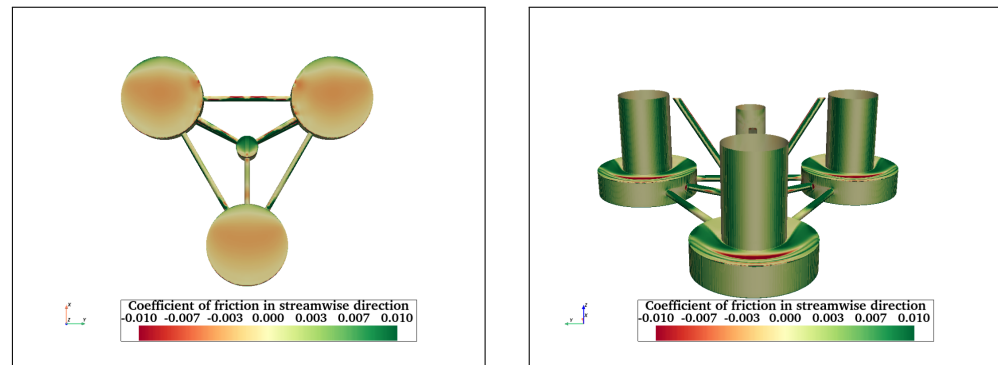 X
Z
Y
Coefficient of friction in streamwise direction
-0.010 -0.007 -0.003 0.000 0.003 0.007 0.010
Z
X
Y
Coefficient of friction in streamwise direction
-0.010 -0.007 -0.003 0.000 0.003 0.007 0.010